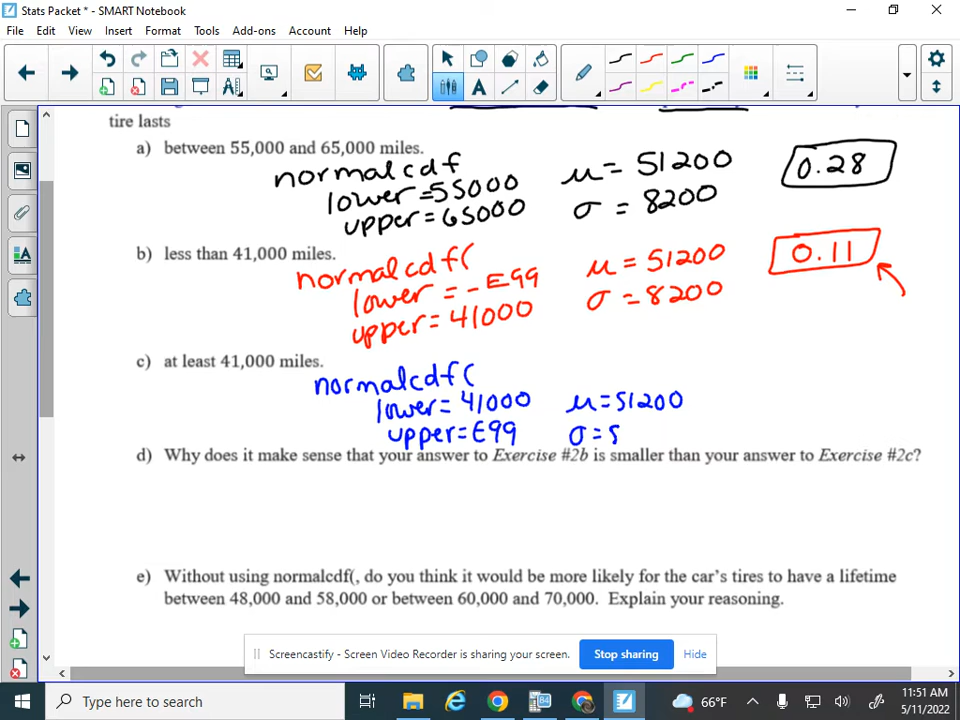 Stats Packet * - SMART Notebook
File Edit View Insert Format Tools Add-ons Account Help
tire lasts
a) between 55,000 and 65,000 miles.
normalcdf
lower=55000
upper=65000
μ = 51200
σ = 8200
0.28
b) less than 41,000 miles.
normalcdf(
lower = -E99
upper = 41000
μ = 51200
σ = 8200
0.11
c) at least 41,000 miles.
normalcdf(
lower = 41000
upper = E99
μ = 51200
σ = 5
d) Why does it make sense that your answer to Exercise #2b is smaller than your answer to Exercise #2c?
e) Without using normalcdf(, do you think it would be more likely for the car's tires to have a lifetime
between 48,000 and 58,000 or between 60,000 and 70,000. Explain your reasoning.
Screencastify - Screen Video Recorder is sharing your screen.
Stop sharing
Hide
Type here to search
66°F
11:51 AM
5/11/2022